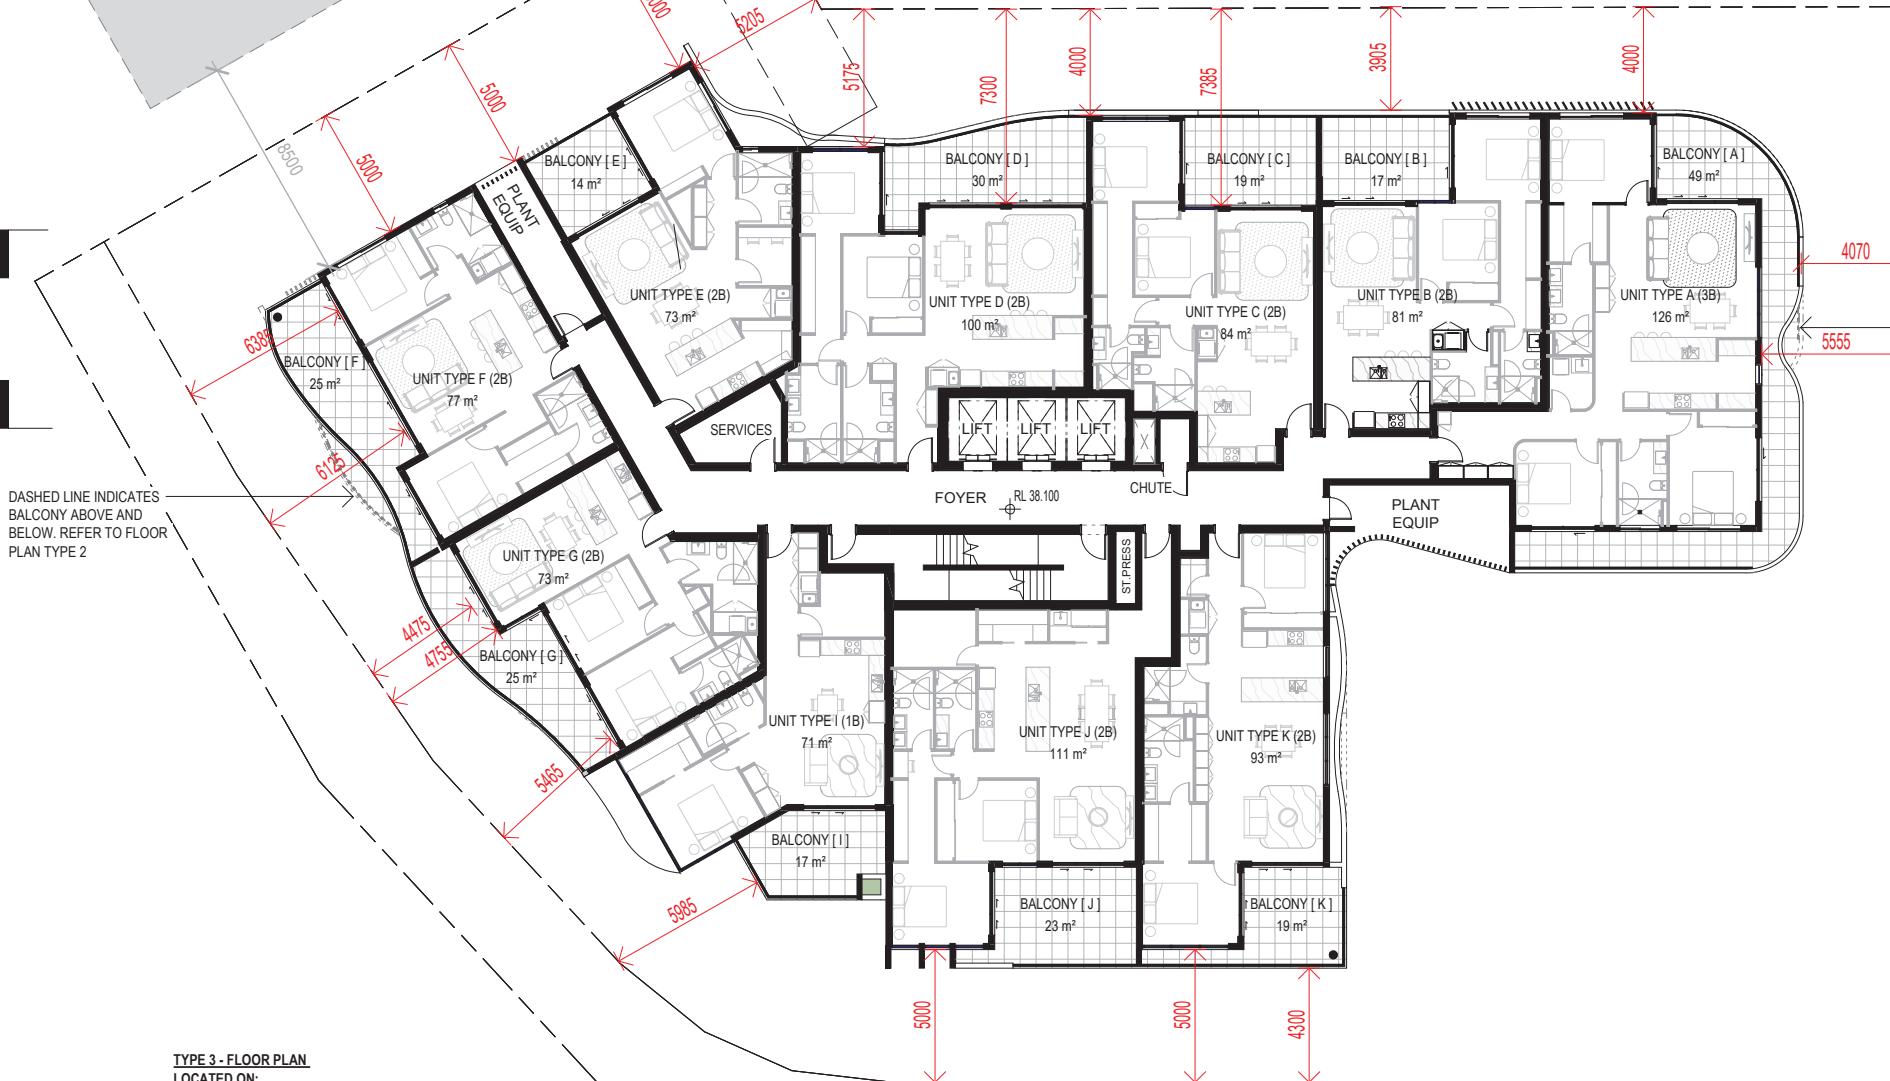 5000
5205
5175
7300
4000
7385
3905
4000
8500
5000
5000
BALCONY [ E ]
14 m²
PLANT
EQUIP
BALCONY [ D ]
30 m²
BALCONY [ C ]
19 m²
BALCONY [ B ]
17 m²
BALCONY [ A ]
49 m²
4070
5555
UNIT TYPE E (2B)
73 m²
UNIT TYPE D (2B)
100 m²
UNIT TYPE C (2B)
84 m²
UNIT TYPE B (2B)
81 m²
UNIT TYPE A (3B)
126 m²
6385
BALCONY [ F ]
25 m²
UNIT TYPE F (2B)
77 m²
SERVICES
LIFT
LIFT
LIFT
6125
DASHED LINE INDICATES
BALCONY ABOVE AND
BELOW. REFER TO FLOOR
PLAN TYPE 2
FOYER
RL 38.100
CHUTE
PLANT
EQUIP
UNIT TYPE G (2B)
73 m²
ST.PRESS
4475
4755
BALCONY [ G ]
25 m²
UNIT TYPE I (1B)
71 m²
UNIT TYPE J (2B)
111 m²
UNIT TYPE K (2B)
93 m²
5465
BALCONY [ I ]
17 m²
5985
BALCONY [ J ]
23 m²
BALCONY [ K ]
19 m²
5000
5000
4300
TYPE 3 - FLOOR PLAN
LOCATED ON: